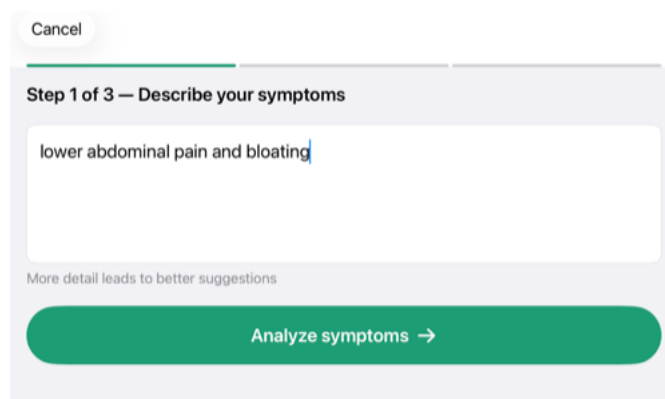 Cancel
Step 1 of 3 — Describe your symptoms
lower abdominal pain and bloating
More detail leads to better suggestions
Analyze symptoms →